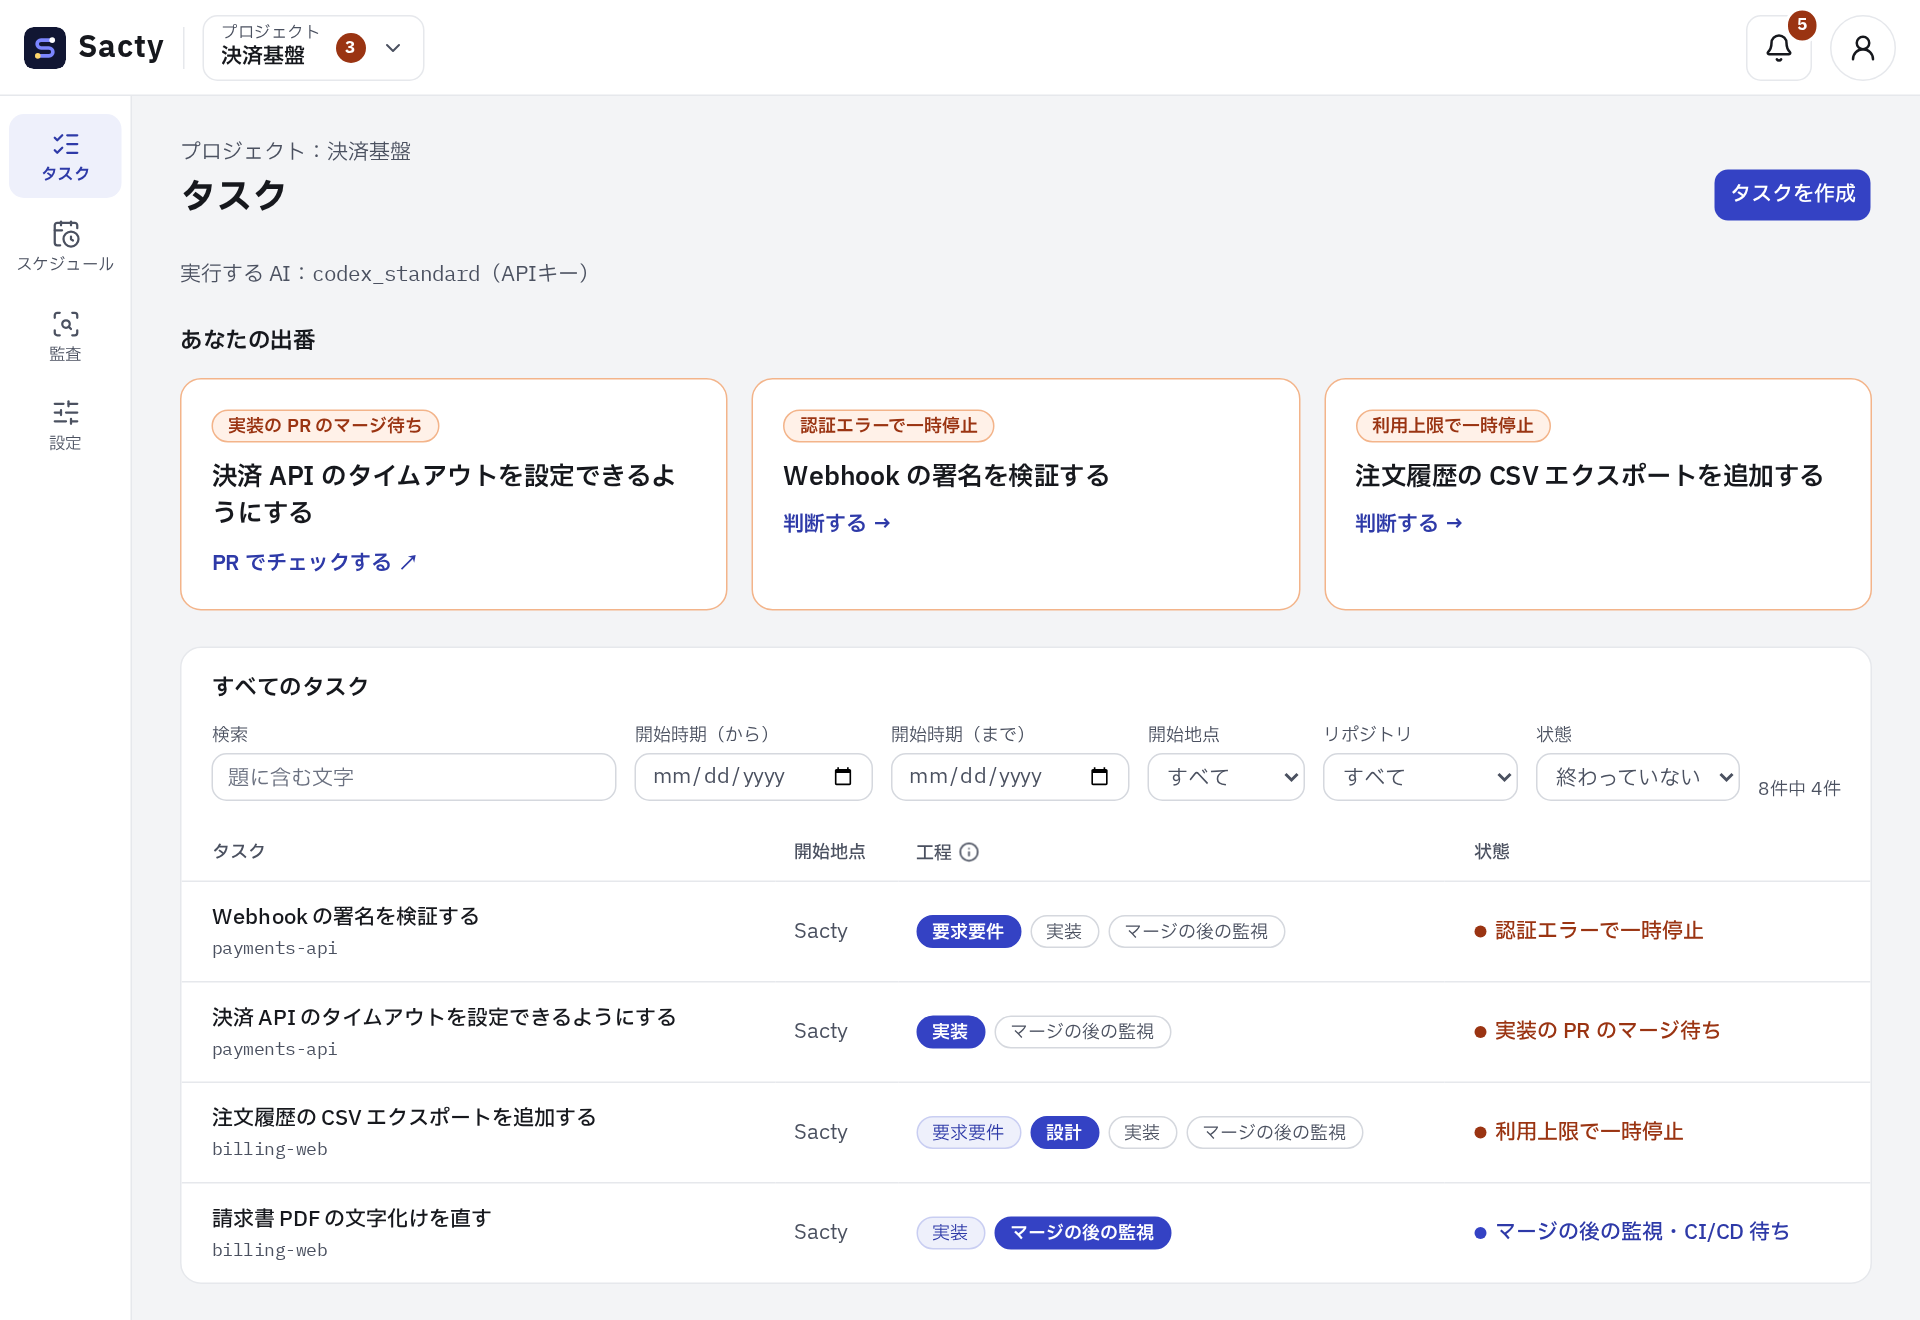 Sacty
プロジェクト
決済基盤
3
5
タスク
スケジュール
監査
設定
プロジェクト：決済基盤
タスク
タスクを作成
実行する AI：codex_standard（APIキー）
あなたの出番
実装の PR のマージ待ち
決済 API のタイムアウトを設定できるよ
うにする
PR でチェックする ↗
認証エラーで一時停止
Webhook の署名を検証する
判断する →
利用上限で一時停止
注文履歴の CSV エクスポートを追加する
判断する →
すべてのタスク
検索
題に含む文字
開始時期（から）
mm/dd/yyyy
開始時期（まで）
mm/dd/yyyy
開始地点
すべて
リポジトリ
すべて
状態
終わっていない
8件中 4件
タスク 開始地点 工程 状態
Webhook の署名を検証する
payments-api
Sacty
要求要件 実装 マージの後の監視
認証エラーで一時停止
決済 API のタイムアウトを設定できるようにする
payments-api
Sacty
実装 マージの後の監視
実装の PR のマージ待ち
注文履歴の CSV エクスポートを追加する
billing-web
Sacty
要求要件 設計 実装 マージの後の監視
利用上限で一時停止
請求書 PDF の文字化けを直す
billing-web
Sacty
実装 マージの後の監視
マージの後の監視・CI/CD 待ち